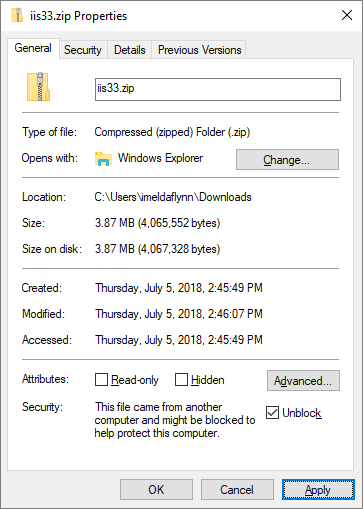 iis33.zip Properties
General Security Details Previous Versions
iis33.zip
Type of file: Compressed (zipped) Folder (.zip)
Opens with: Windows Explorer Change...
Location: C:\Users\imeldaflynn\Downloads
Size: 3.87 MB (4,065,552 bytes)
Size on disk: 3.87 MB (4,067,328 bytes)
Created: Thursday, July 5, 2018, 2:45:49 PM
Modified: Thursday, July 5, 2018, 2:46:07 PM
Accessed: Thursday, July 5, 2018, 2:45:49 PM
Attributes: Read-only Hidden Advanced...
Security: This file came from another
computer and might be blocked to
help protect this computer.
Unblock
OK Cancel Apply